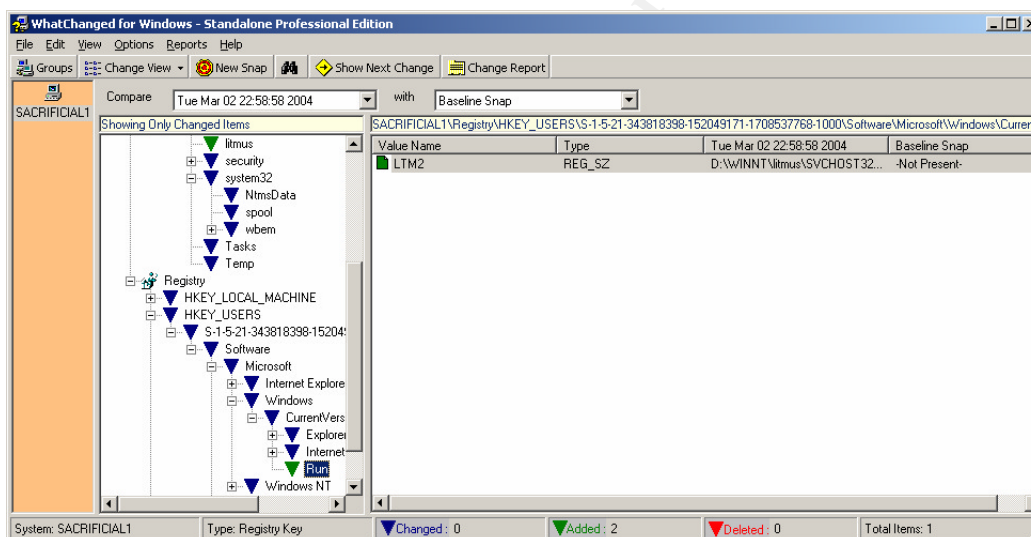 WhatChanged for Windows - Standalone Professional Edition
File Edit View Options Reports Help
Groups Change View New Snap Show Next Change Change Report
SACRIFICIAL1
Compare Tue Mar 02 22:58:58 2004 with Baseline Snap
Showing Only Changed Items
litmus
security
system32
NtmsData
spool
wbem
Tasks
Temp
Registry
HKEY_LOCAL_MACHINE
HKEY_USERS
S-1-5-21-343818398-15204
Software
Microsoft
Internet Explore
Windows
CurrentVers
Explorer
Internet
Run
Windows NT
SACRIFICIAL1\Registry\HKEY_USERS\S-1-5-21-343818398-152049171-1708537768-1000\Software\Microsoft\Windows\Curren
Value Name Type Tue Mar 02 22:58:58 2004 Baseline Snap
LTM2 REG_SZ D:\WINNT\litmus\SVCHOST32... -Not Present-
System: SACRIFICIAL1 Type: Registry Key Changed : 0 Added : 2 Deleted : 0 Total Items: 1